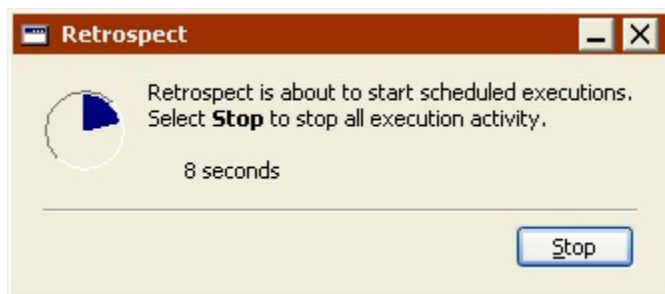 Retrospect
Retrospect is about to start scheduled executions.
Select Stop to stop all execution activity.
8 seconds
Stop